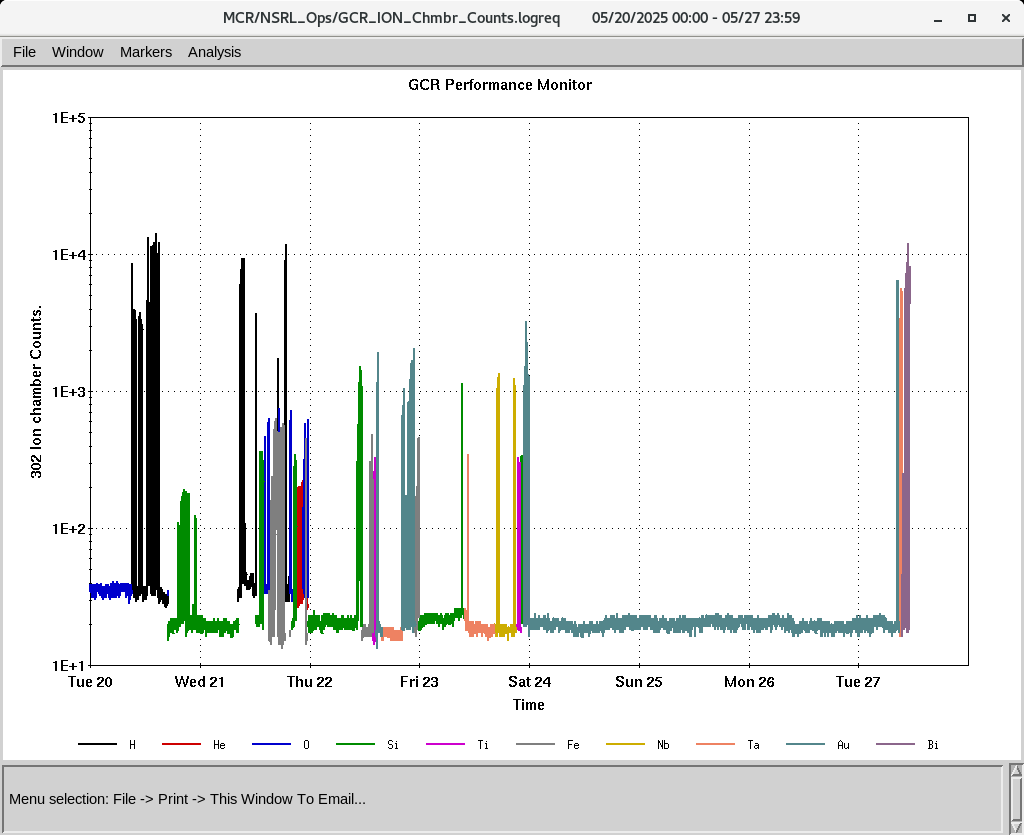 MCR/NSRL_Ops/GCR_ION_Chmbr_Counts.logreq 05/20/2025 00:00 - 05/27 23:59
File Window Markers Analysis
GCR Performance Monitor
1E+5
1E+4
1E+3
1E+2
1E+1
302 Ion chamber Counts.
Tue 20 Wed 21 Thu 22 Fri 23 Sat 24 Sun 25 Mon 26 Tue 27
Time
H He O Si Ti Fe Nb Ta Au Bi
Menu selection: File -> Print -> This Window To Email...